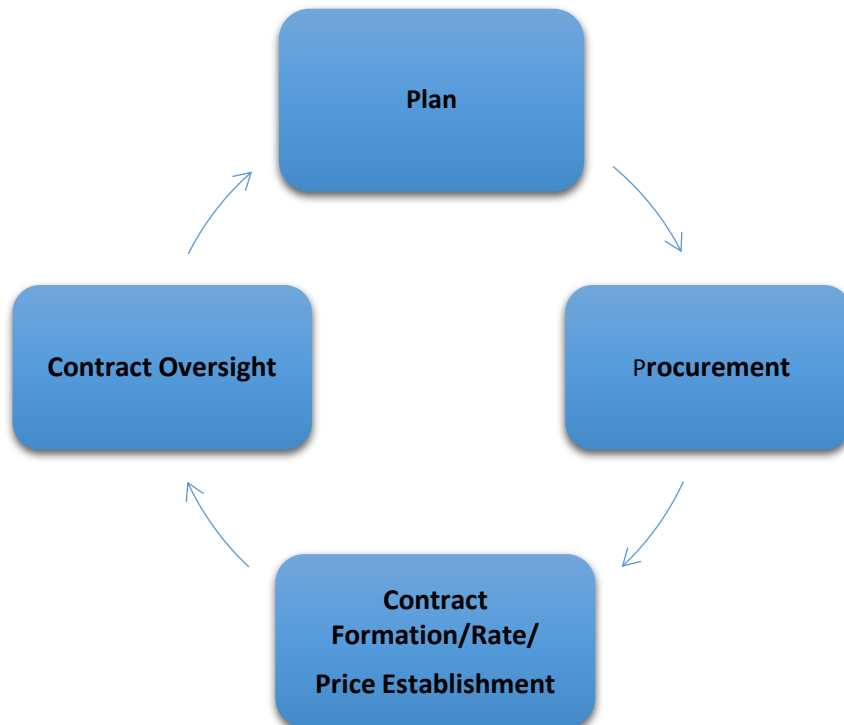 Plan
Procurement
Contract
Formation/Rate/
Price Establishment
Contract Oversight